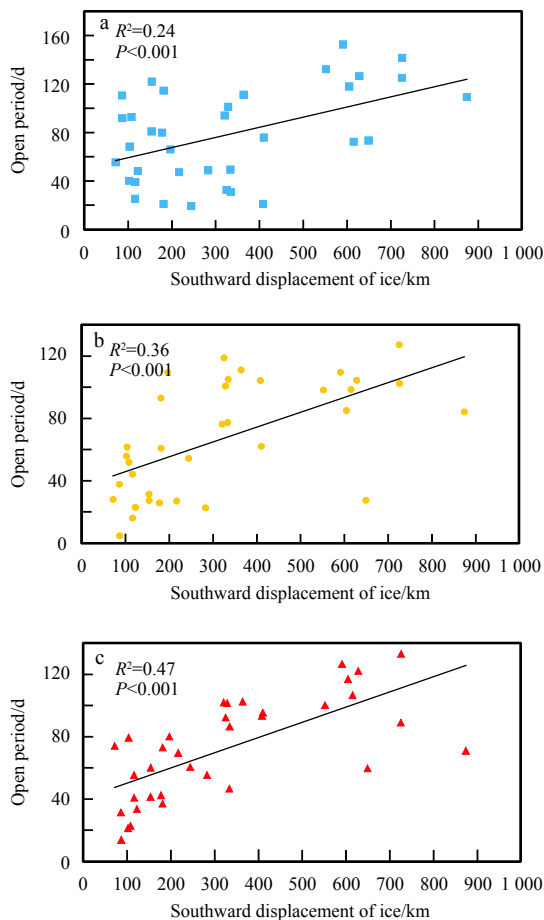 a
R²=0.24
P<0.001
160
120
80
40
0
Open period/d
0 100 200 300 400 500 600 700 800 900 1 000
Southward displacement of ice/km
b
R²=0.36
P<0.001
120
80
40
0
Open period/d
0 100 200 300 400 500 600 700 800 900 1 000
Southward displacement of ice/km
c
R²=0.47
P<0.001
120
80
40
0
Open period/d
0 100 200 300 400 500 600 700 800 900 1 000
Southward displacement of ice/km